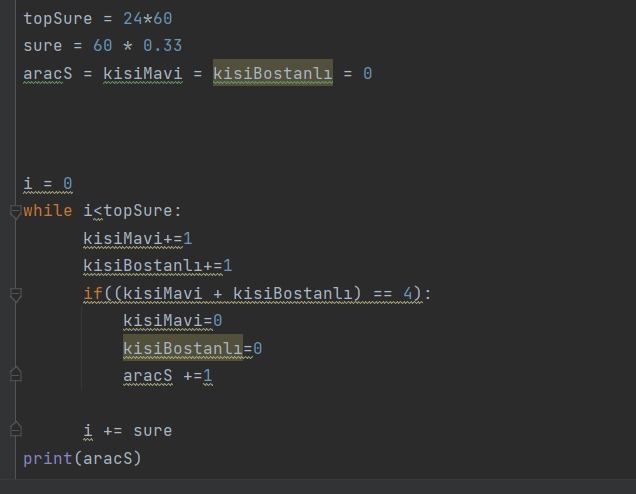 topSure = 24*60
sure = 60 * 0.33
aracS = kisiMavi = kisiBostanlı = 0
i = 0
while i<topSure:
kisiMavi+=1
kisiBostanlı+=1
if((kisiMavi + kisiBostanlı) == 4):
kisiMavi=0
kisiBostanlı=0
aracS +=1
i += sure
print(aracS)